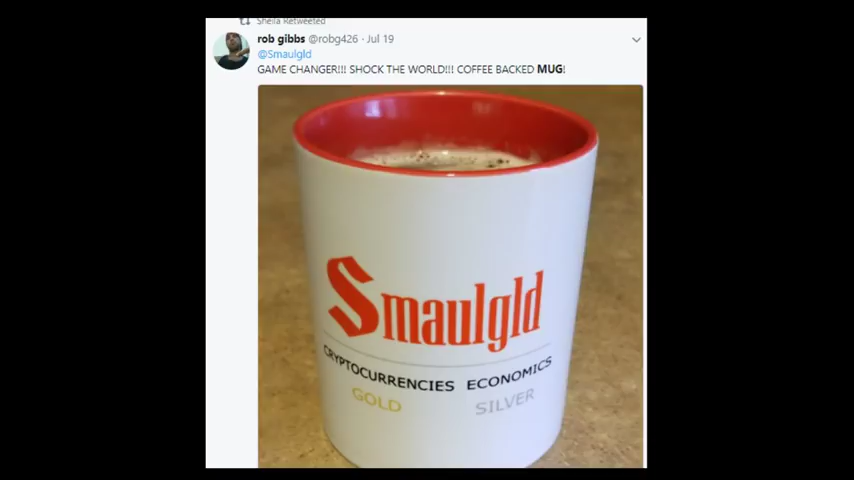 Sheila Retweeted
rob gibbs @robg426 · Jul 19
@Smaulgld
GAME CHANGER!!! SHOCK THE WORLD!!! COFFEE BACKED MUG!
Smaulgld
CRYPTOCURRENCIES ECONOMICS
GOLD SILVER